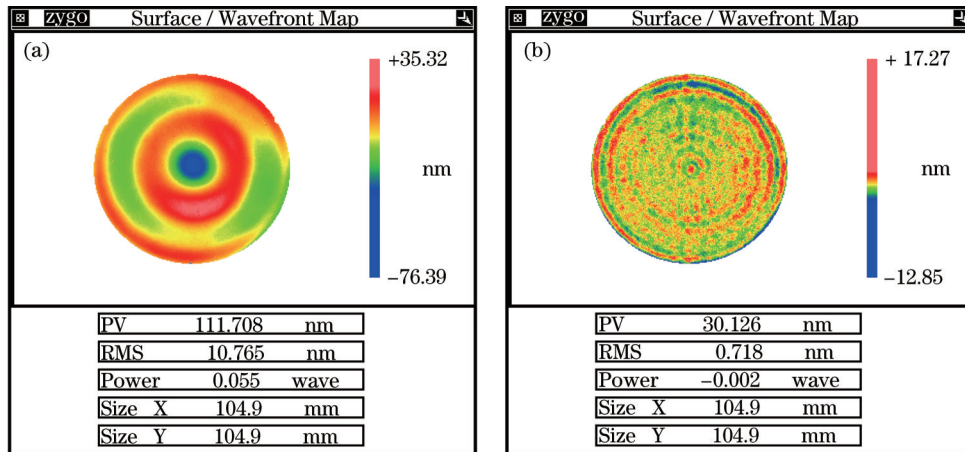 zygo Surface / Wavefront Map
(a)
+35.32
nm
−76.39
PV 111.708 nm
RMS 10.765 nm
Power 0.055 wave
Size X 104.9 mm
Size Y 104.9 mm
zygo Surface / Wavefront Map
(b)
+ 17.27
nm
−12.85
PV 30.126 nm
RMS 0.718 nm
Power −0.002 wave
Size X 104.9 mm
Size Y 104.9 mm